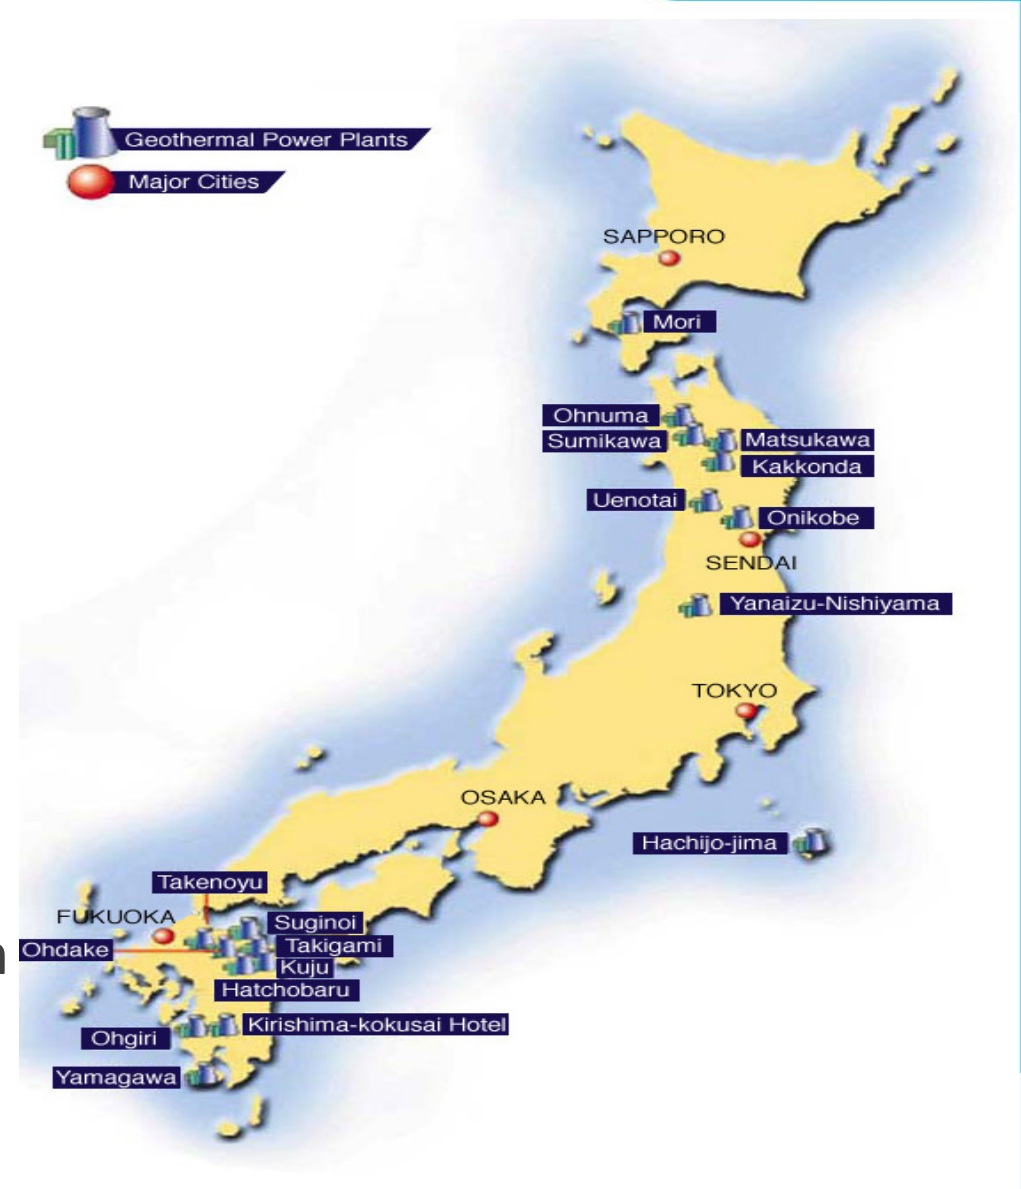 Geothermal Power Plants
Major Cities
SAPPORO
Mori
Ohnuma
Sumikawa
Matsukawa
Kakkonda
Uenotai
Onikobe
SENDAI
Yanaizu-Nishiyama
TOKYO
OSAKA
Hachijo-jima
Takenoyu
FUKUOKA
Suginoi
Ohdake
Takigami
Kuju
Hatchobaru
Kirishima-kokusai Hotel
Ohgiri
Yamagawa